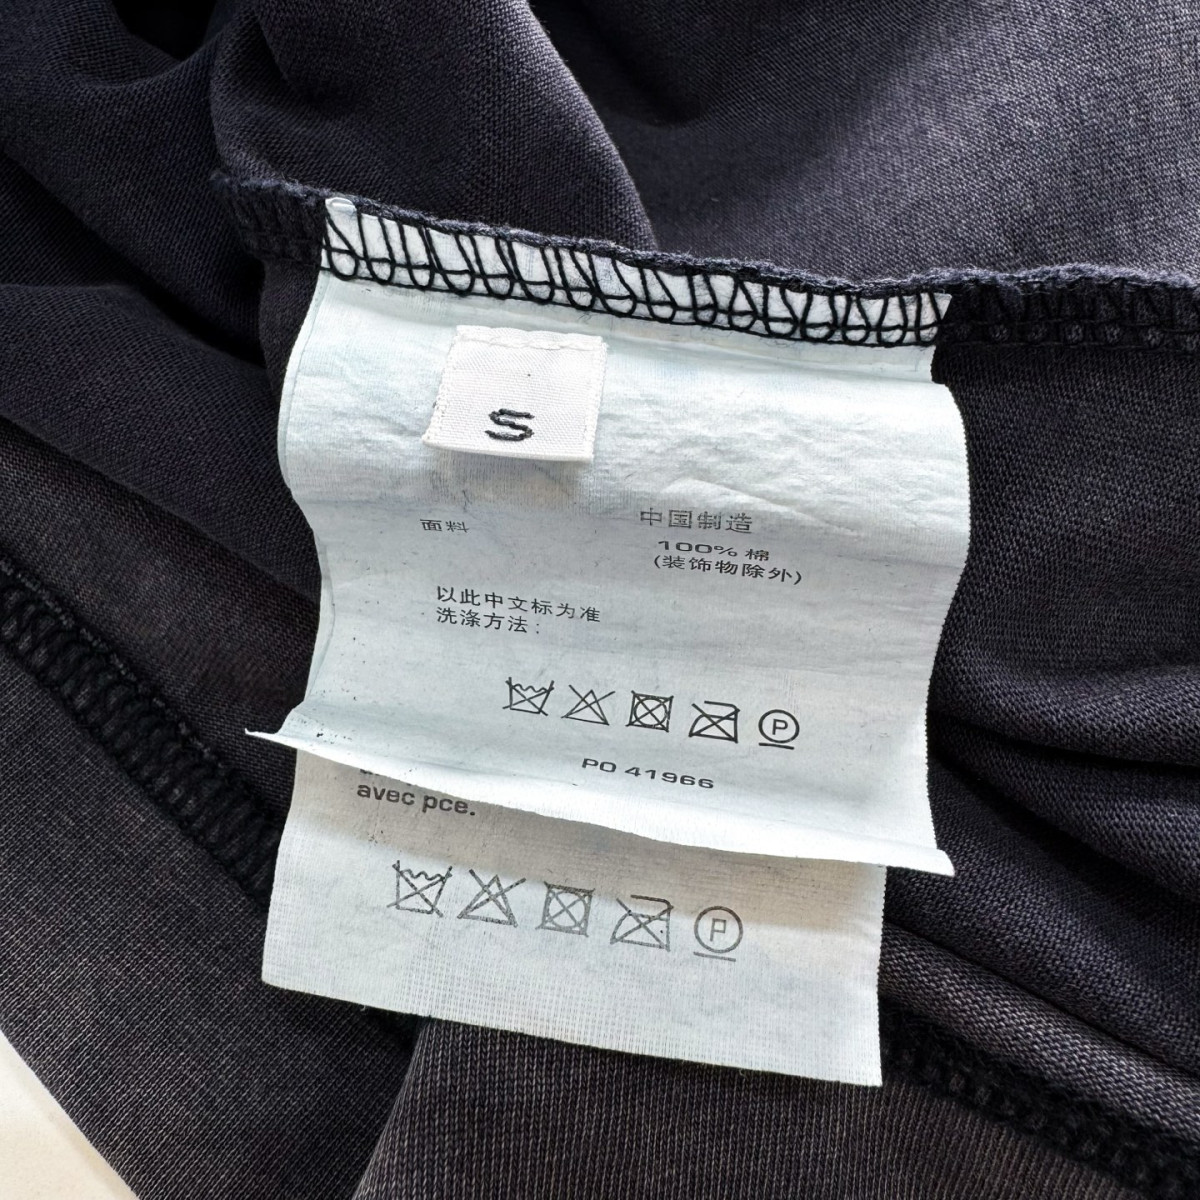 S
中国制造
面料
100% 棉
(装饰物除外)
以此中文标为准
洗涤方法:
P
PO 41966
avec pce.
P